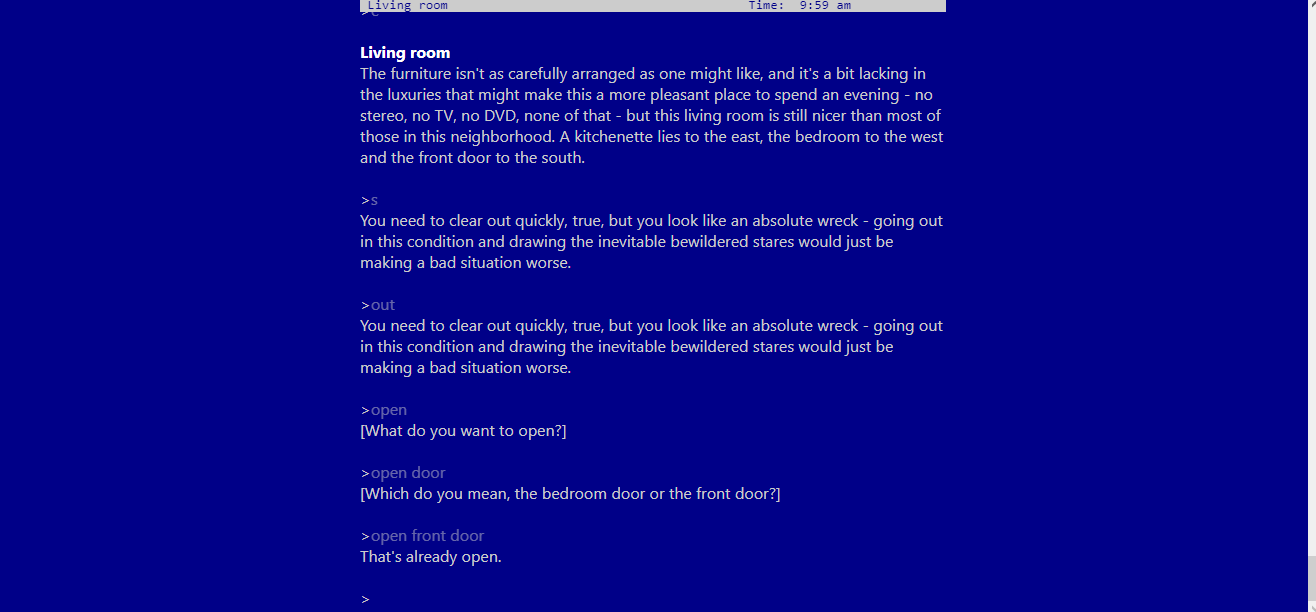 Living room Time: 9:59 am
Living room
The furniture isn't as carefully arranged as one might like, and it's a bit lacking in
the luxuries that might make this a more pleasant place to spend an evening - no
stereo, no TV, no DVD, none of that - but this living room is still nicer than most of
those in this neighborhood. A kitchenette lies to the east, the bedroom to the west
and the front door to the south.
>s
You need to clear out quickly, true, but you look like an absolute wreck - going out
in this condition and drawing the inevitable bewildered stares would just be
making a bad situation worse.
>out
You need to clear out quickly, true, but you look like an absolute wreck - going out
in this condition and drawing the inevitable bewildered stares would just be
making a bad situation worse.
>open
[What do you want to open?]
>open door
[Which do you mean, the bedroom door or the front door?]
>open front door
That's already open.
>